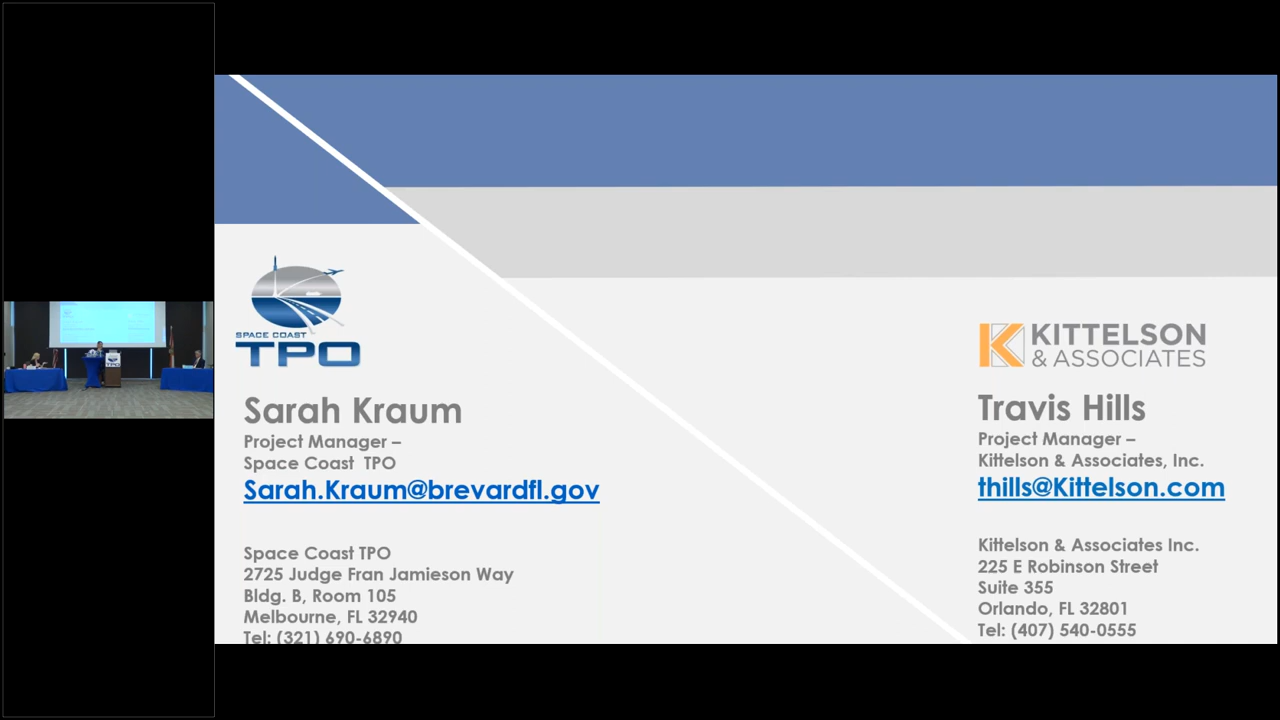 SPACE COAST
TPO
Sarah Kraum
Project Manager –
Space Coast  TPO
Sarah.Kraum@brevardfl.gov
Space Coast TPO
2725 Judge Fran Jamieson Way
Bldg. B, Room 105
Melbourne, FL 32940
Tel: (321) 690-6890
KITTELSON
& ASSOCIATES
Travis Hills
Project Manager –
Kittelson & Associates, Inc.
thills@Kittelson.com
Kittelson & Associates Inc.
225 E Robinson Street
Suite 355
Orlando, FL 32801
Tel: (407) 540-0555
TPO